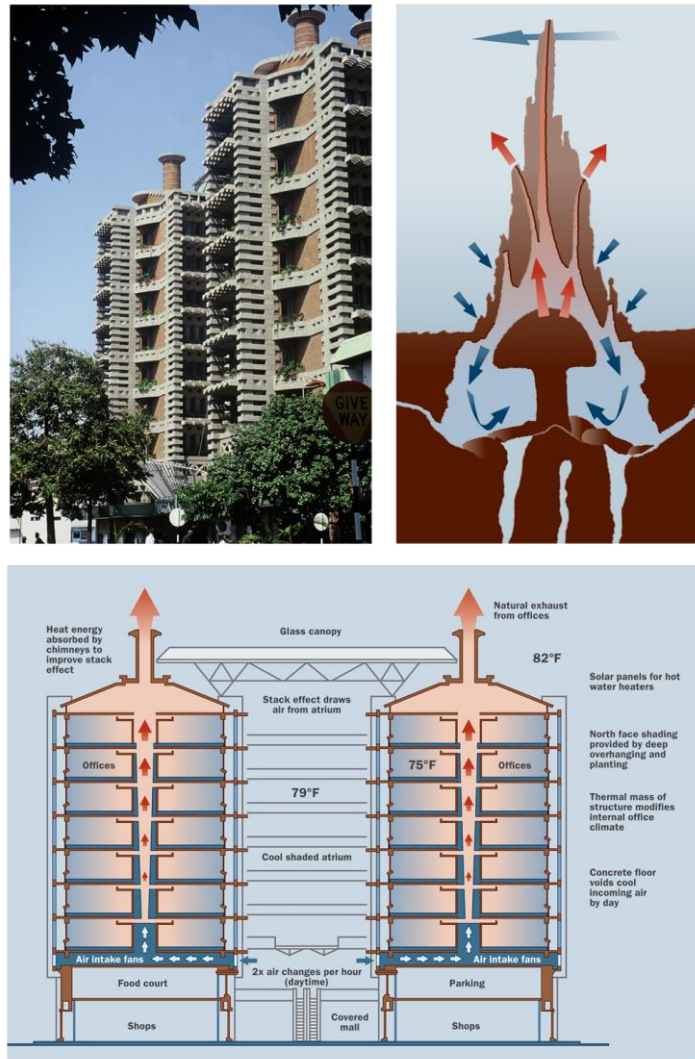 GIVE
WAY
Heat energy
absorbed by
chimneys to
improve stack
effect
Glass canopy
Natural exhaust
from offices
82°F
Solar panels for hot
water heaters
Stack effect draws
air from atrium
North face shading
provided by deep
overhanging and
planting
Offices
79°F
75°F
Offices
Thermal mass of
structure modifies
internal office
climate
Cool shaded atrium
Concrete floor
voids cool
incoming air
by day
Air intake fans
2x air changes per hour
(daytime)
Air intake fans
Food court
Parking
Shops
Covered
mall
Shops